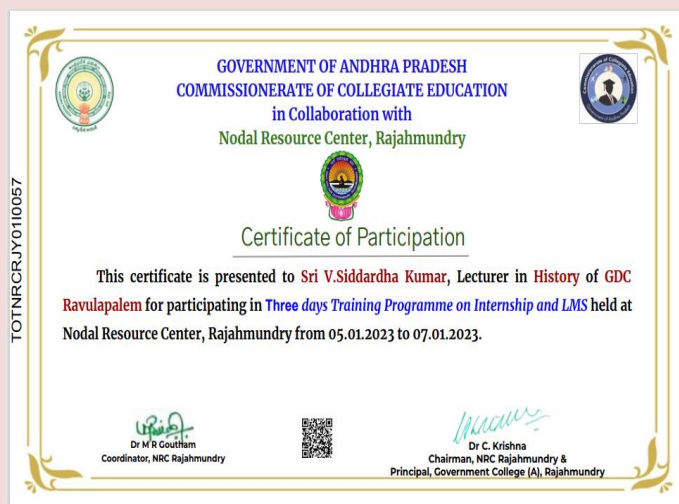 GOVERNMENT OF ANDHRA PRADESH
COMMISSIONERATE OF COLLEGIATE EDUCATION
in Collaboration with
Nodal Resource Center, Rajahmundry
Certificate of Participation
This certificate is presented to Sri V.Siddardha Kumar, Lecturer in History of GDC
Ravulapalem for participating in Three days Training Programme on Internship and LMS held at
Nodal Resource Center, Rajahmundry from 05.01.2023 to 07.01.2023.
TOTNRCRJY01I0057
Dr M R Goutham
Coordinator, NRC Rajahmundry
Dr C. Krishna
Chairman, NRC Rajahmundry &
Principal, Government College (A), Rajahmundry